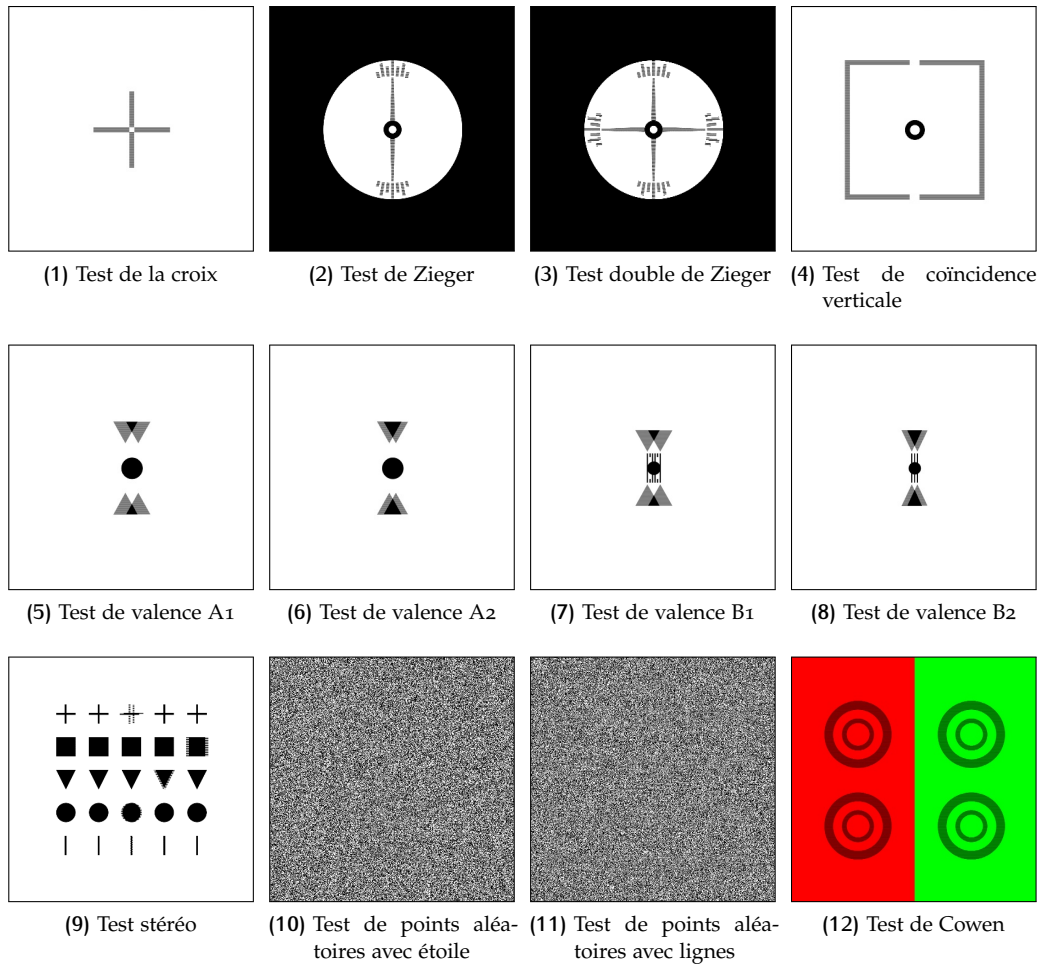 (1) Test de la croix
(2) Test de Zieger
(3) Test double de Zieger
(4) Test de coïncidence
verticale
(5) Test de valence A1
(6) Test de valence A2
(7) Test de valence B1
(8) Test de valence B2
(9) Test stéréo
(10) Test de points aléa-
toires avec étoile
(11) Test de points aléa-
toires avec lignes
(12) Test de Cowen